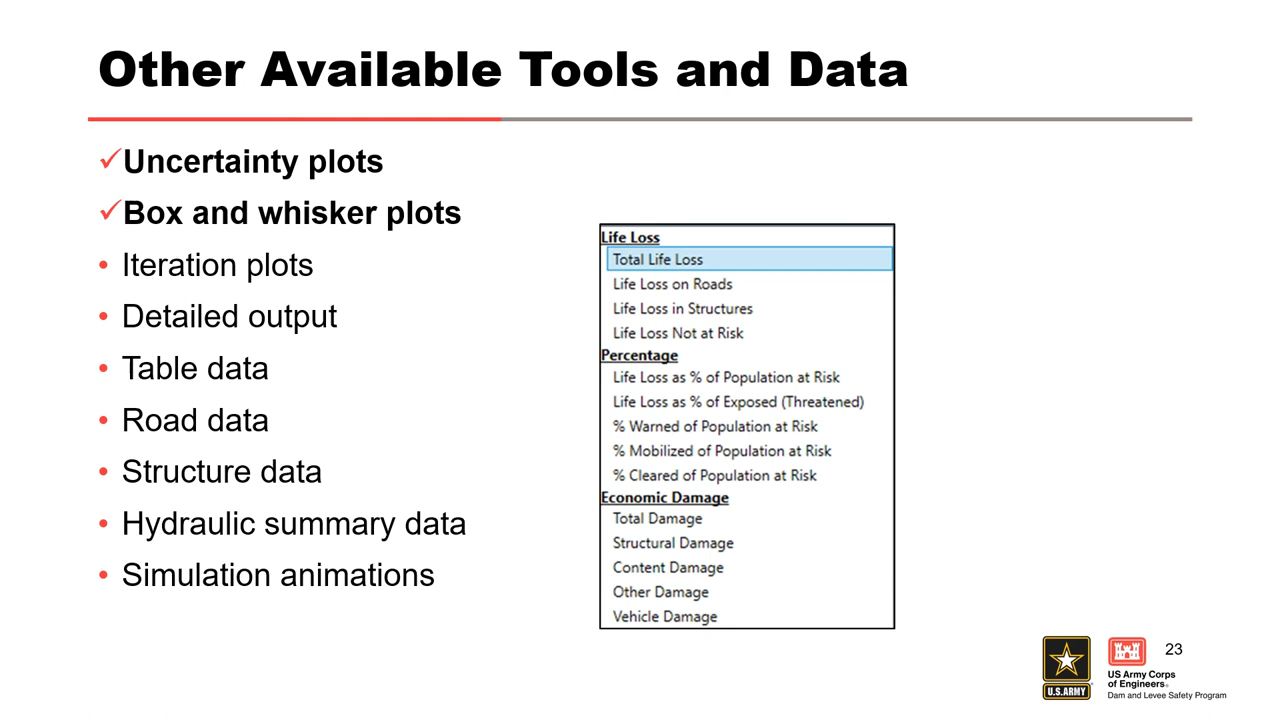 Other Available Tools and Data
✓Uncertainty plots
✓Box and whisker plots
• Iteration plots
• Detailed output
• Table data
• Road data
• Structure data
• Hydraulic summary data
• Simulation animations
Life Loss
Total Life Loss
Life Loss on Roads
Life Loss in Structures
Life Loss Not at Risk
Percentage
Life Loss as % of Population at Risk
Life Loss as % of Exposed (Threatened)
% Warned of Population at Risk
% Mobilized of Population at Risk
% Cleared of Population at Risk
Economic Damage
Total Damage
Structural Damage
Content Damage
Other Damage
Vehicle Damage
U.S.ARMY
US Army Corps
of Engineers®
Dam and Levee Safety Program
23